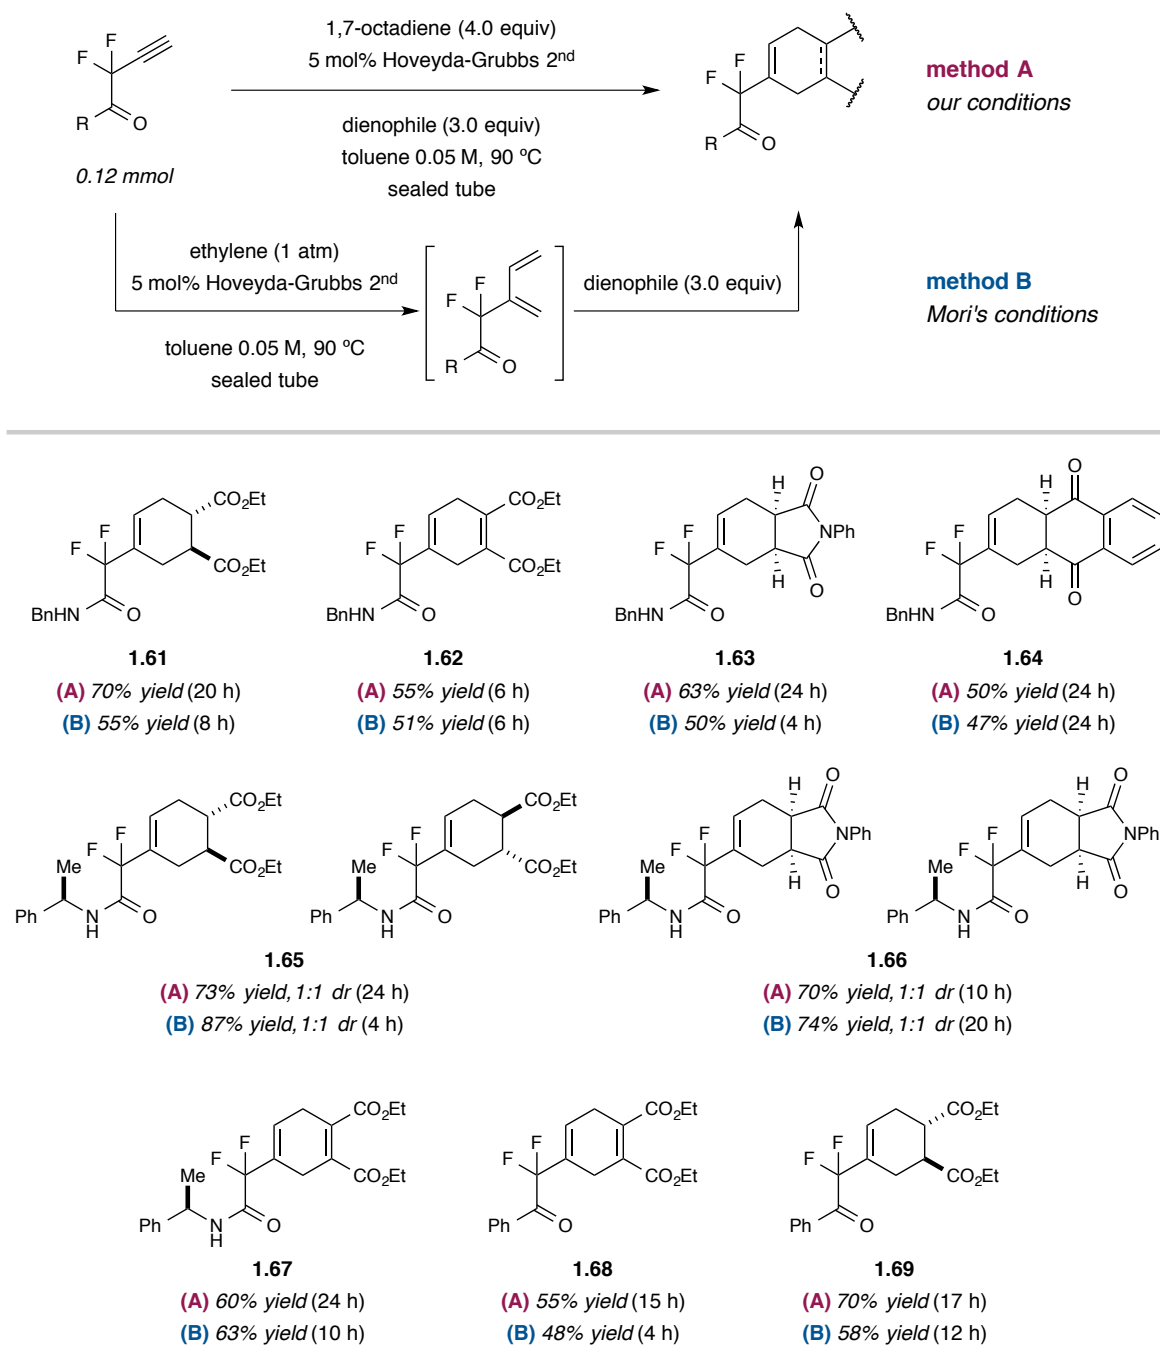 1,7-octadiene (4.0 equiv)
5 mol% Hoveyda-Grubbs 2nd
dienophile (3.0 equiv)
toluene 0.05 M, 90 ºC
sealed tube
F
F
R
O
0.12 mmol
F
F
R
O
method A
our conditions
ethylene (1 atm)
5 mol% Hoveyda-Grubbs 2nd
toluene 0.05 M, 90 ºC
sealed tube
F
F
R
O
dienophile (3.0 equiv)
method B
Mori's conditions
F
F
BnHN
O
CO2Et
CO2Et
1.61
(A) 70% yield (20 h)
(B) 55% yield (8 h)
F
F
BnHN
O
CO2Et
CO2Et
1.62
(A) 55% yield (6 h)
(B) 51% yield (6 h)
F
F
BnHN
O
H
H
O
NPh
O
1.63
(A) 63% yield (24 h)
(B) 50% yield (4 h)
F
F
BnHN
O
H
H
O
O
1.64
(A) 50% yield (24 h)
(B) 47% yield (24 h)
F
F
Me
Ph
N
H
O
CO2Et
CO2Et
F
F
Me
Ph
N
H
O
CO2Et
CO2Et
1.65
(A) 73% yield, 1:1 dr (24 h)
(B) 87% yield, 1:1 dr (4 h)
F
F
Me
Ph
N
H
O
H
H
O
NPh
O
F
F
Me
Ph
N
H
O
H
H
O
NPh
O
1.66
(A) 70% yield, 1:1 dr (10 h)
(B) 74% yield, 1:1 dr (20 h)
F
F
Me
Ph
N
H
O
CO2Et
CO2Et
1.67
(A) 60% yield (24 h)
(B) 63% yield (10 h)
F
F
Ph
O
CO2Et
CO2Et
1.68
(A) 55% yield (15 h)
(B) 48% yield (4 h)
F
F
Ph
O
CO2Et
CO2Et
1.69
(A) 70% yield (17 h)
(B) 58% yield (12 h)